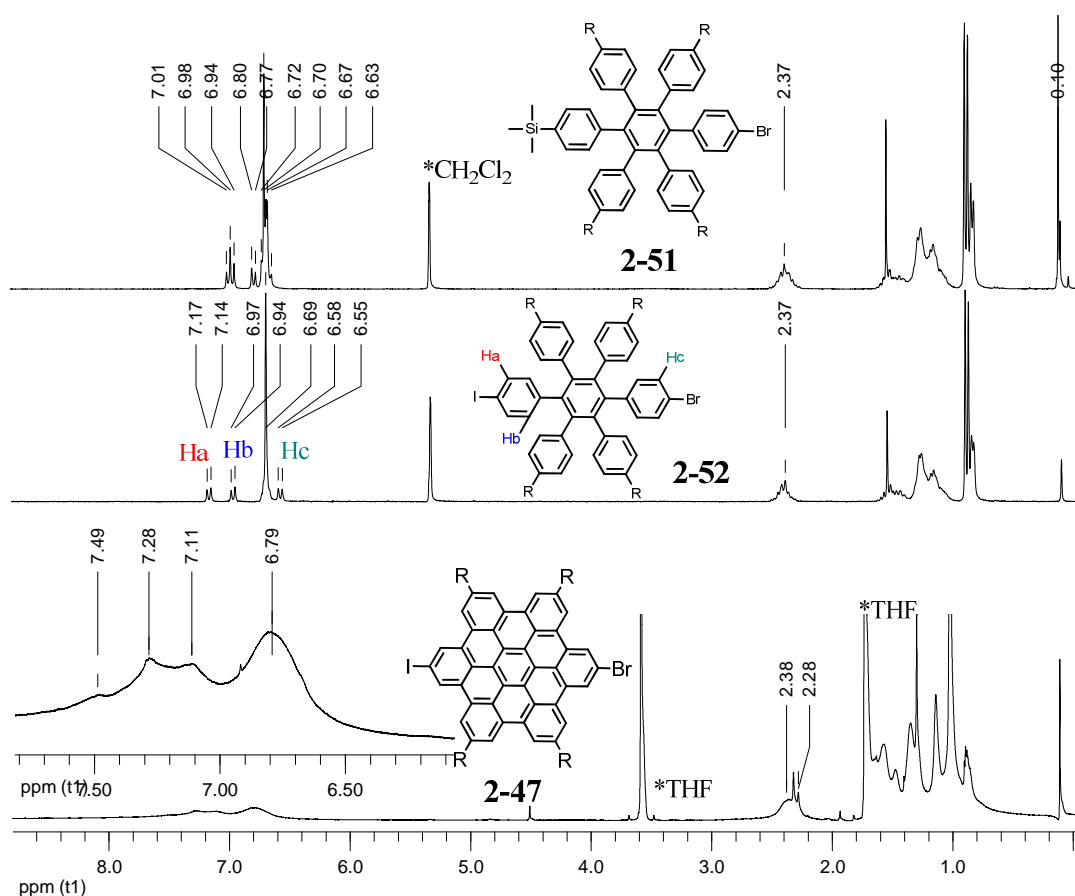 7.01
6.98
6.94
6.80
6.77
6.72
6.70
6.67
6.63
2.37
0.10
R
R
Si
Br
*CH2Cl2
R
R
2-51
7.17
7.14
6.97
6.94
6.69
6.58
6.55
2.37
R
R
Ha
Hc
I
Br
Hb
R
R
2-52
Ha
Hb
Hc
7.49
7.28
7.11
6.79
R
R
*THF
I
Br
2.38
2.28
R
R
2-47
*THF
ppm (t1)
7.50
7.00
6.50
8.0
7.0
6.0
5.0
4.0
3.0
2.0
1.0
ppm (t1)